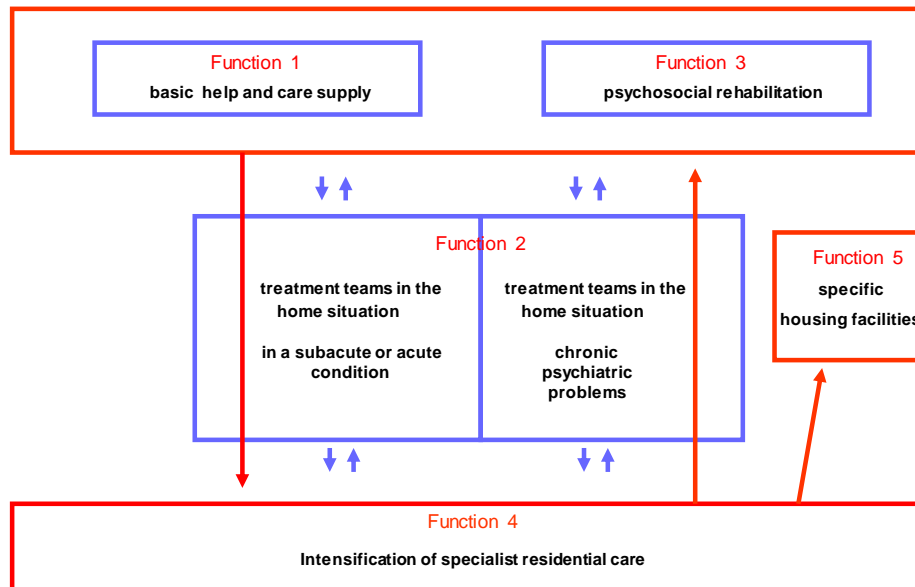 Function 1
basic help and care supply
Function 3
psychosocial rehabilitation
Function 2
treatment teams in the
home situation
in a subacute or acute
condition
treatment teams in the
home situation
chronic
psychiatric
problems
Function 5
specific
housing facilities
Function 4
Intensification of specialist residential care